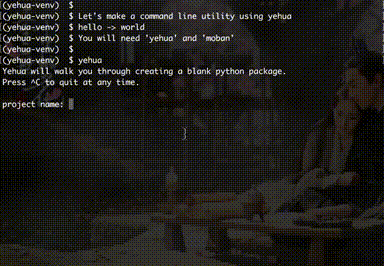 (yehua-venv) $
(yehua-venv) $ Let's make a command line utility using yehua
(yehua-venv) $ hello -> world
(yehua-venv) $ You will need 'yehua' and 'moban'
(yehua-venv) $
(yehua-venv) $ yehua
Yehua will walk you through creating a blank python package.
Press ^C to quit at any time.
project name: